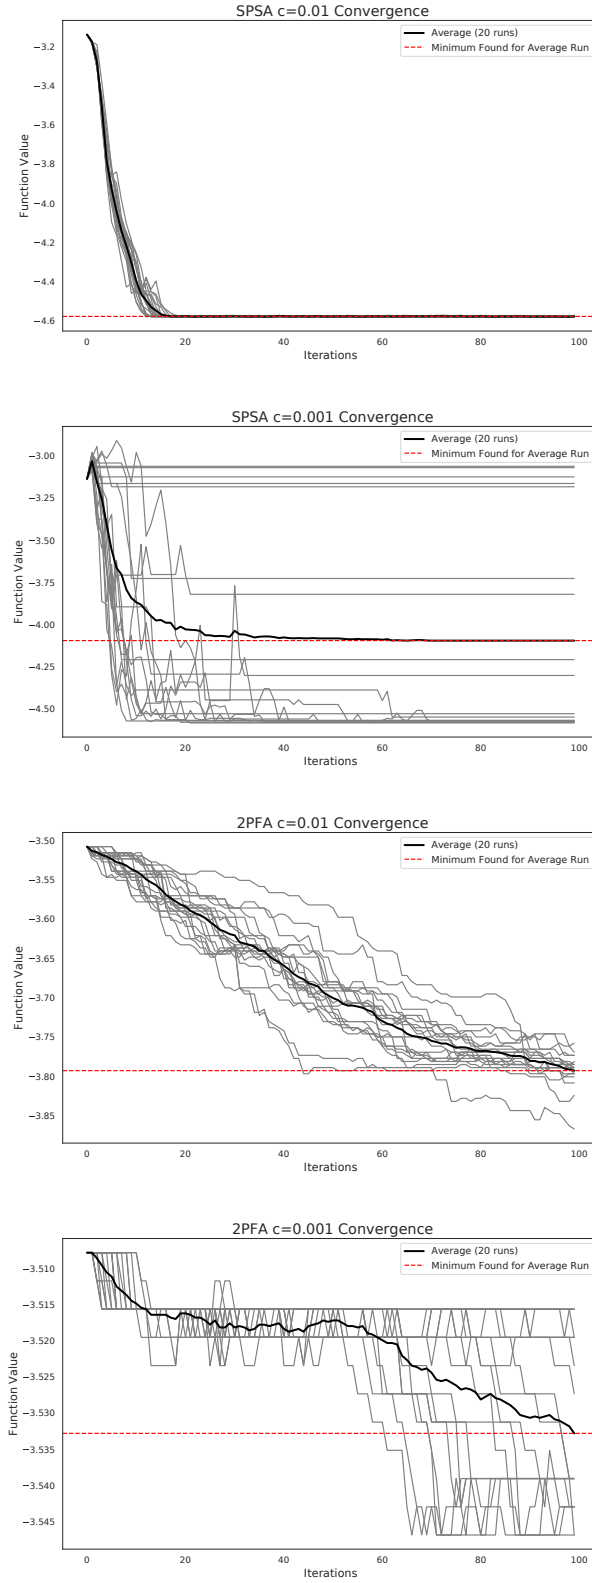 SPSA c=0.01 Convergence
Average (20 runs)
Minimum Found for Average Run
−3.2
−3.4
−3.6
−3.8
−4.0
−4.2
−4.4
−4.6
Function Value
0
20
40
60
80
100
Iterations
SPSA c=0.001 Convergence
Average (20 runs)
Minimum Found for Average Run
−3.00
−3.25
−3.50
−3.75
−4.00
−4.25
−4.50
Function Value
0
20
40
60
80
100
Iterations
2PFA c=0.01 Convergence
Average (20 runs)
Minimum Found for Average Run
−3.50
−3.55
−3.60
−3.65
−3.70
−3.75
−3.80
−3.85
Function Value
0
20
40
60
80
100
Iterations
2PFA c=0.001 Convergence
Average (20 runs)
Minimum Found for Average Run
−3.510
−3.515
−3.520
−3.525
−3.530
−3.535
−3.540
−3.545
Function Value
0
20
40
60
80
100
Iterations